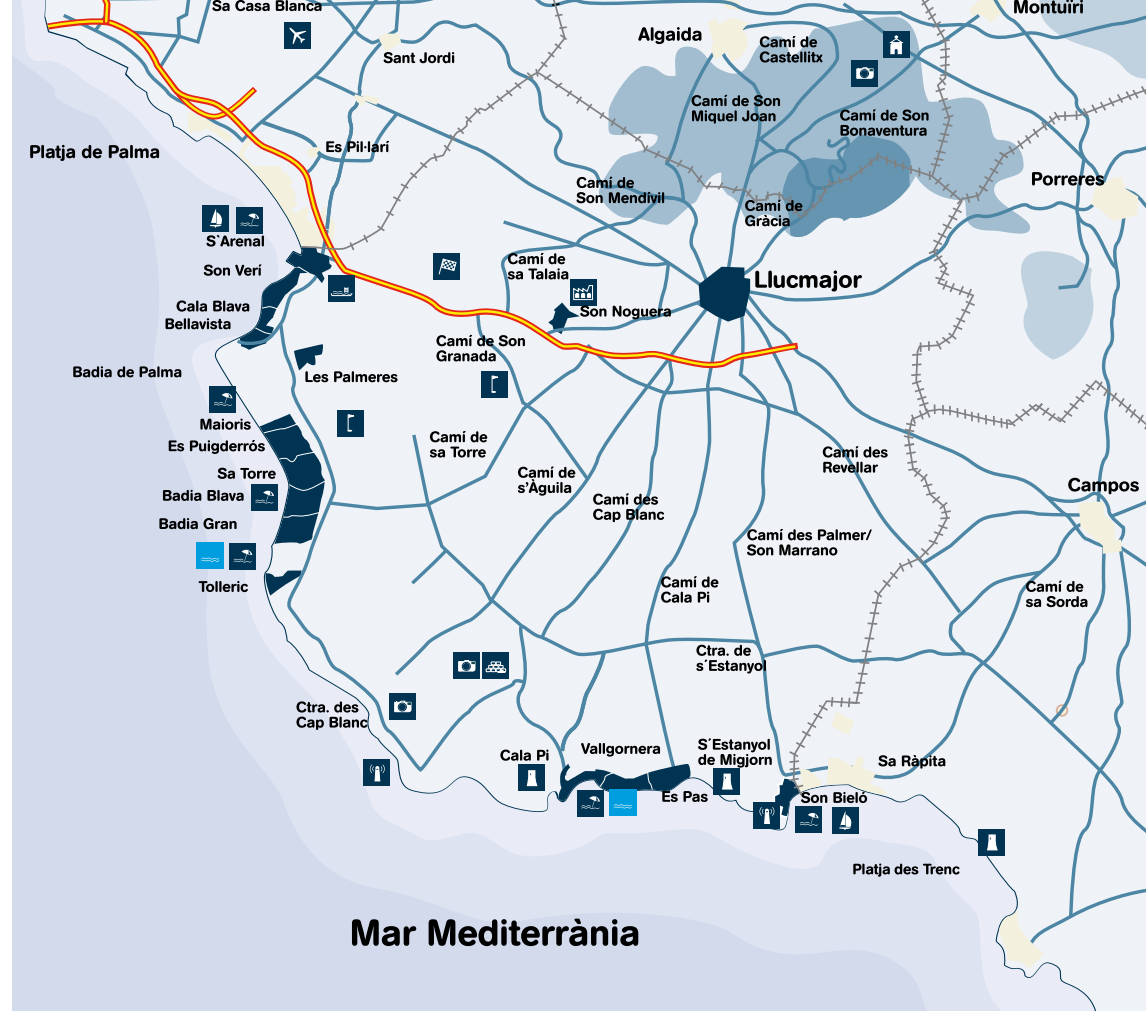 Sa Casa Blanca
Montuïri
Algaida
Camí de
Castellitx
Sant Jordi
Camí de Son
Miquel Joan
Camí de Son
Bonaventura
Platja de Palma
Es Pil·larí
Camí de
Son Mendívil
Porreres
Camí de
Gràcia
S`Arenal
Son Verí
Camí de
sa Talaia
Llucmajor
Cala Blava
Bellavista
Son Noguera
Camí de Son
Granada
Badia de Palma
Les Palmeres
Maioris
Es Puigderrós
Camí de
sa Torre
Camí des
Revellar
Sa Torre
Camí de
s'Àguila
Badia Blava
Camí des
Cap Blanc
Campos
Badia Gran
Camí des Palmer/
Son Marrano
Tolleric
Camí de
Cala Pi
Camí de
sa Sorda
Ctra. de
s´Estanyol
Ctra. des
Cap Blanc
Cala Pi
Vallgornera
S´Estanyol
de Migjorn
Sa Ràpita
Es Pas
Son Bieló
Platja des Trenc
Mar Mediterrània